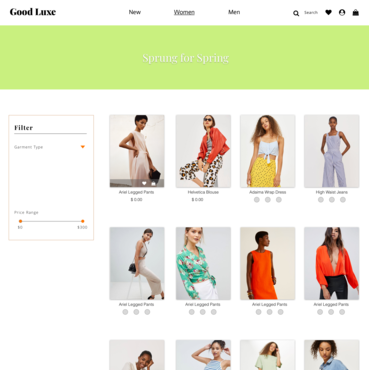 Good Luxe
New
Women
Men
Search
Sprung for Spring
Filter
Garment Type
Price Range
$0
$300
Ariel Legged Pants
$ 0.00
Helvetica Blouse
$ 0.00
Adama Wrap Dress
High Waist Jeans
Ariel Legged Pants
Ariel Legged Pants
Ariel Legged Pants
Ariel Legged Pants